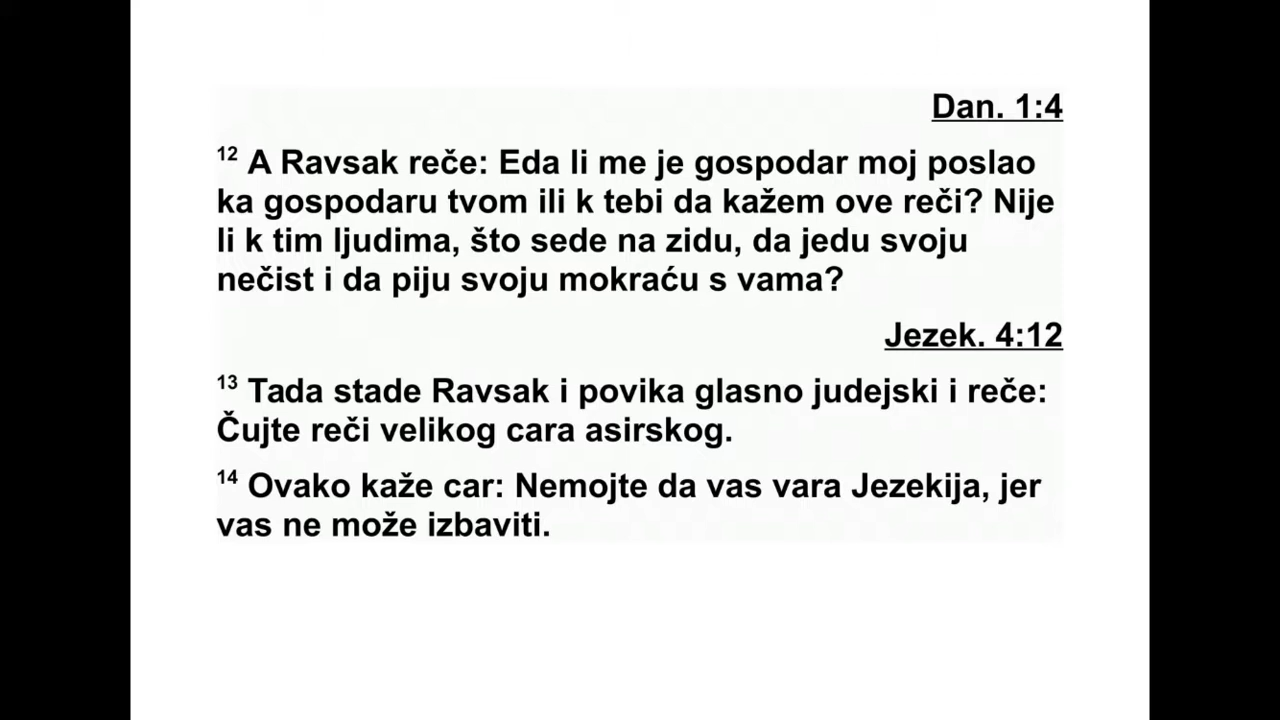 Dan. 1:4
12 A Ravsak reče: Eda li me je gospodar moj poslao
ka gospodaru tvom ili k tebi da kažem ove reči? Nije
li k tim ljudima, što sede na zidu, da jedu svoju
nečist i da piju svoju mokraću s vama?
Jezek. 4:12
13 Tada stade Ravsak i povika glasno judejski i reče:
Čujte reči velikog cara asirskog.
14 Ovako kaže car: Nemojte da vas vara Jezekija, jer
vas ne može izbaviti.